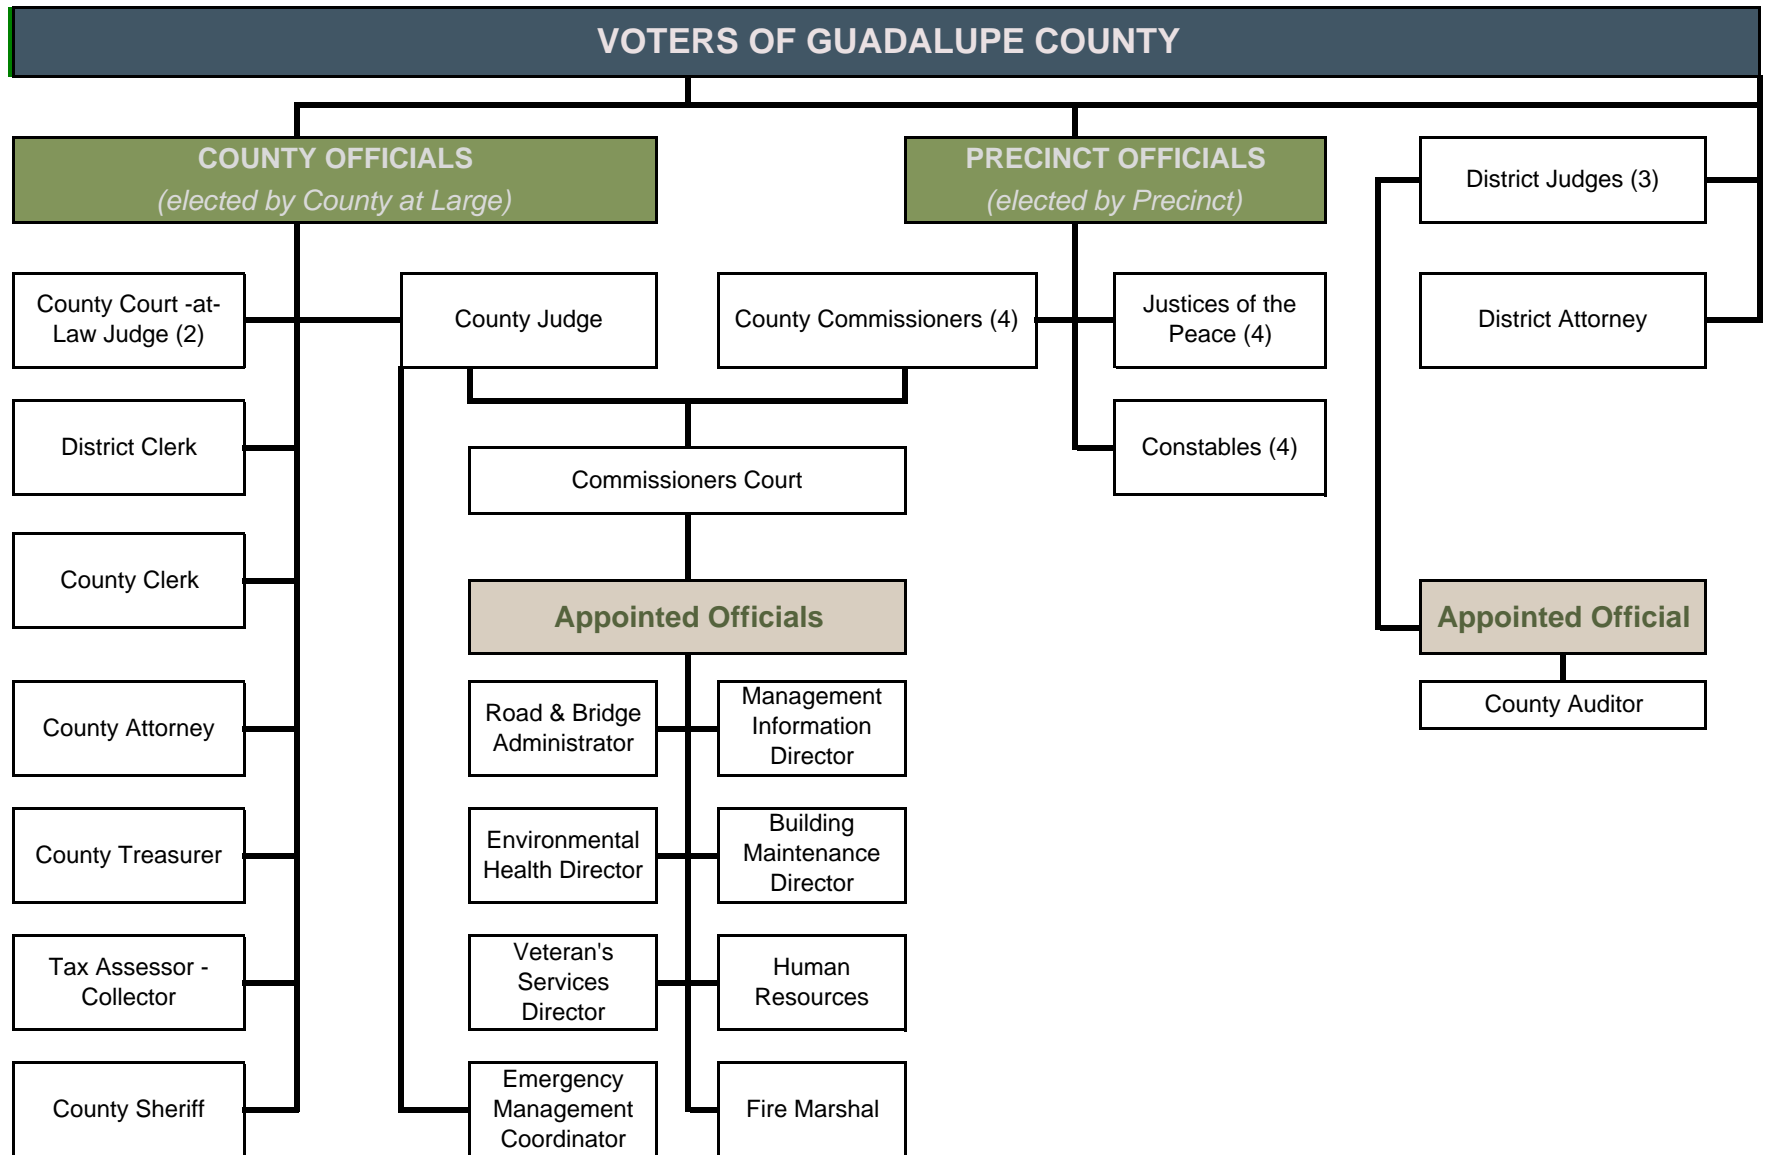 VOTERS OF GUADALUPE COUNTY
COUNTY OFFICIALS
(elected by County at Large)
PRECINCT OFFICIALS
(elected by Precinct)
District Judges (3)
County Court -at-
Law Judge (2)
County Judge
County Commissioners (4)
Justices of the
Peace (4)
District Attorney
District Clerk
Commissioners Court
Constables (4)
County Clerk
Appointed Officials
Appointed Official
County Attorney
Road & Bridge
Administrator
Management
Information
Director
County Auditor
County Treasurer
Environmental
Health Director
Building
Maintenance
Director
Tax Assessor -
Collector
Veteran's
Services
Director
Human
Resources
County Sheriff
Emergency
Management
Coordinator
Fire Marshal